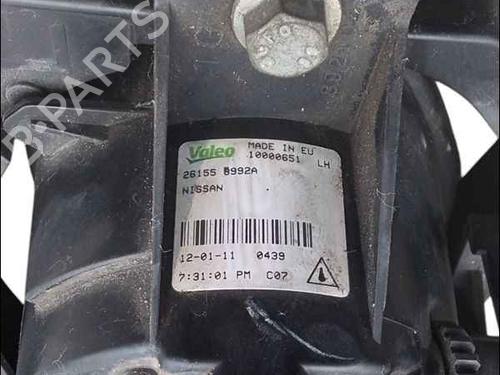 B-PARTS
Valeo MADE IN EU
10000651 LH
26155 8992A
NISSAN
12-01-11 0439
7:31:01 PM C07